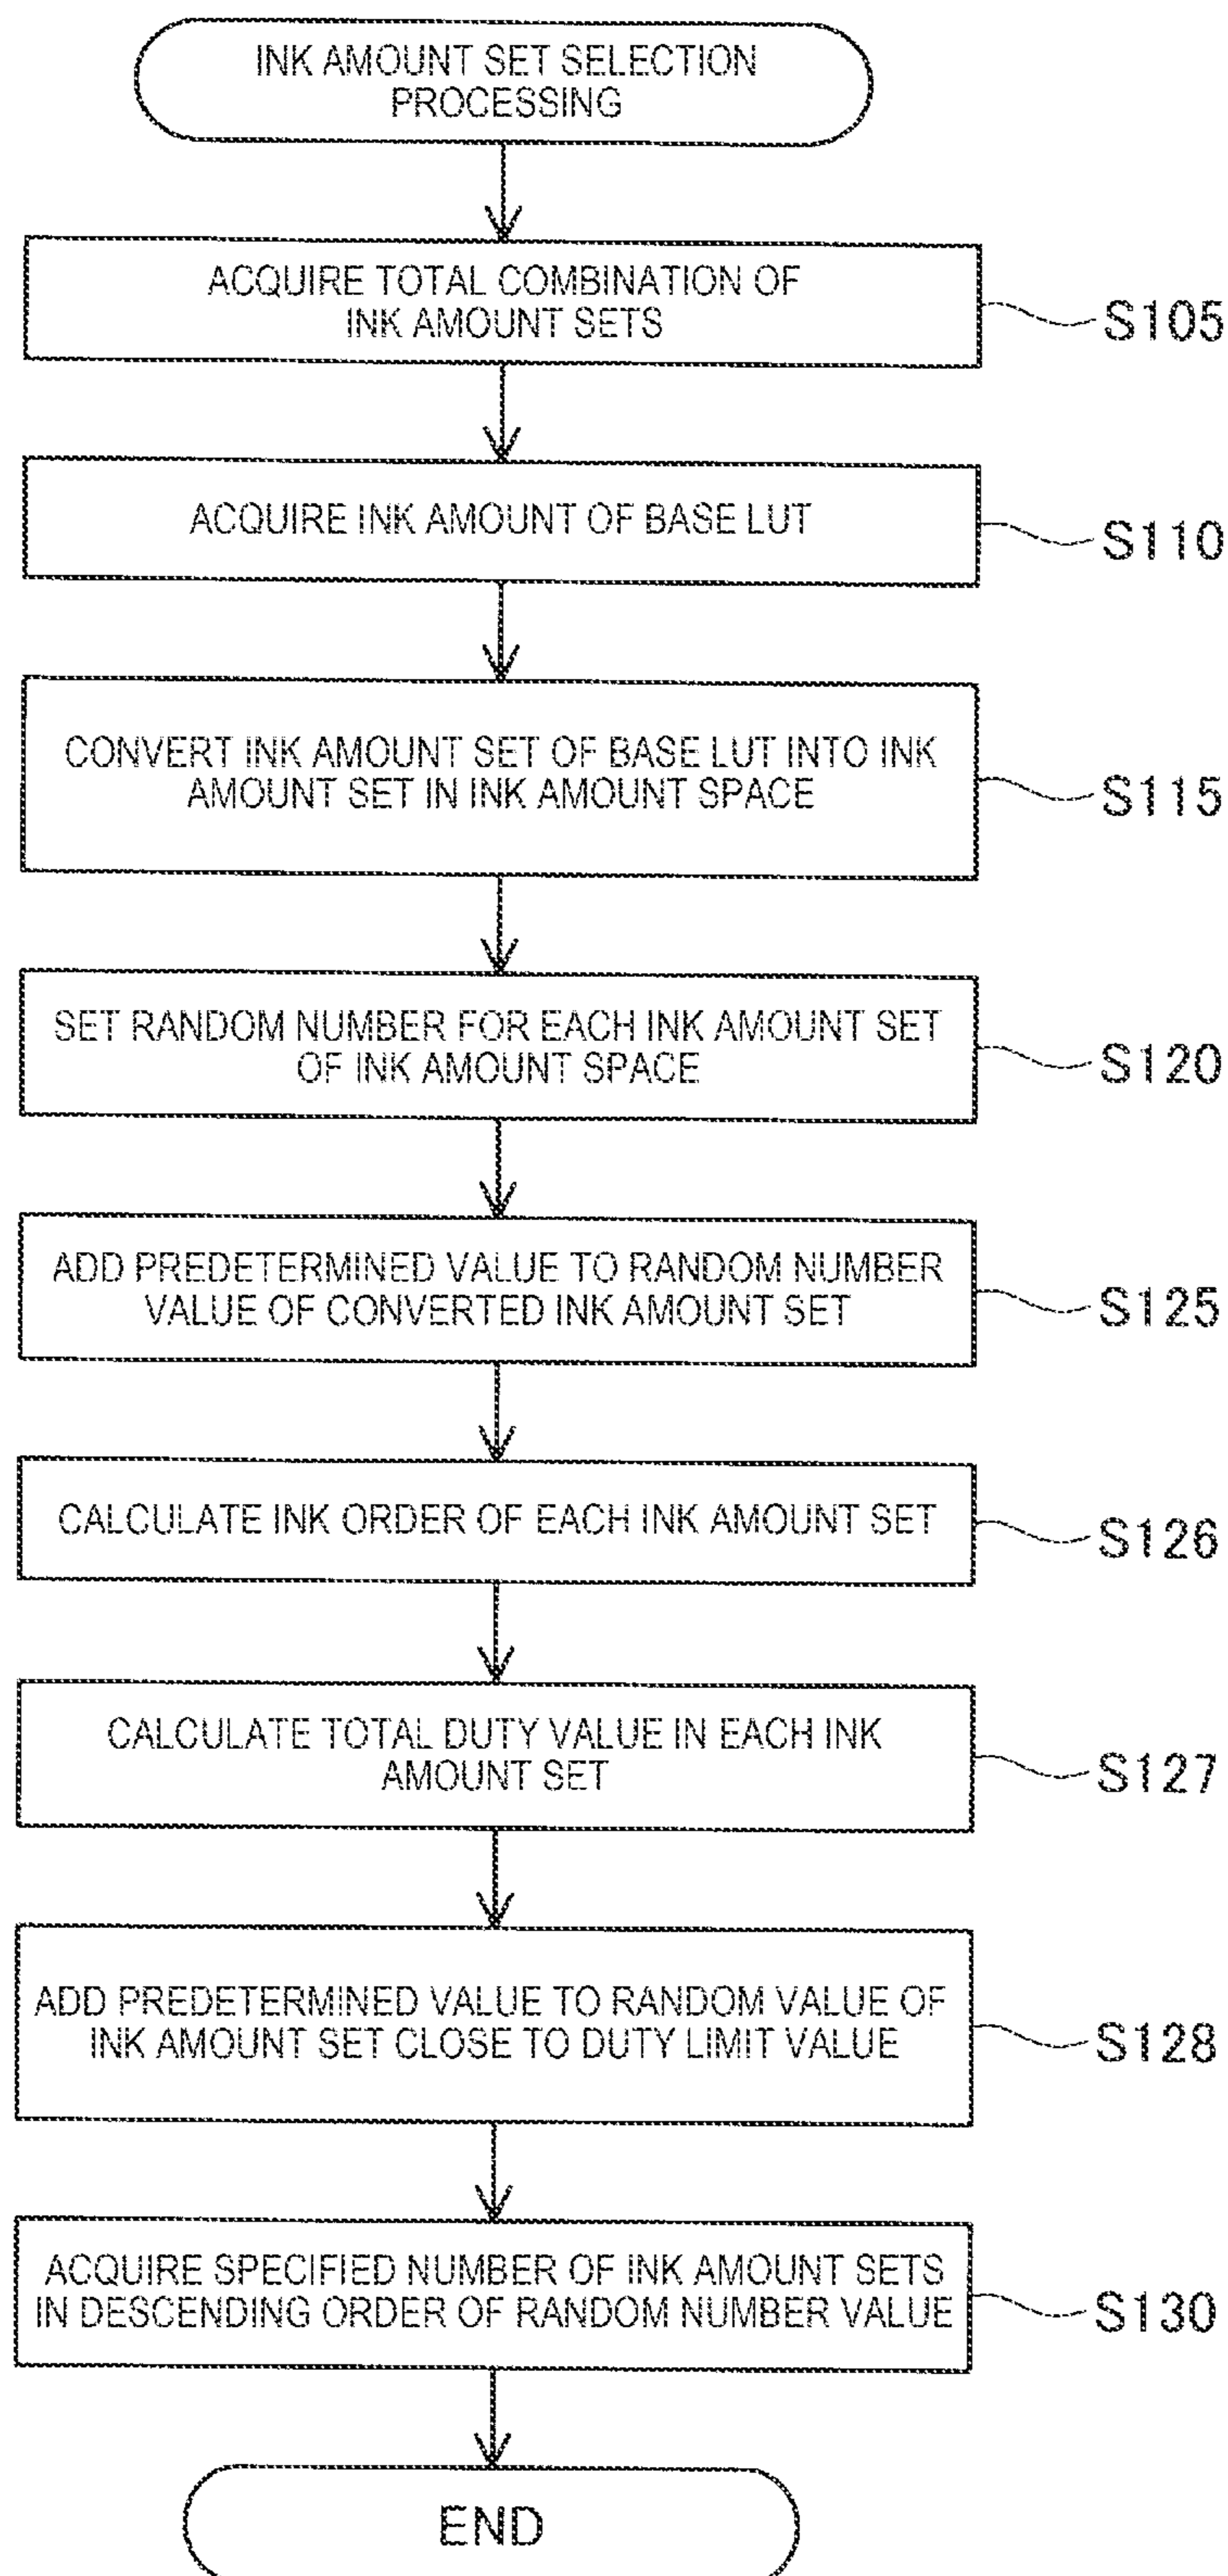 INK AMOUNT SET SELECTION
PROCESSING
ACQUIRE TOTAL COMBINATION OF
INK AMOUNT SETS
S105
ACQUIRE INK AMOUNT OF BASE LUT
S110
CONVERT INK AMOUNT SET OF BASE LUT INTO INK
AMOUNT SET IN INK AMOUNT SPACE
S115
SET RANDOM NUMBER FOR EACH INK AMOUNT SET
OF INK AMOUNT SPACE
S120
ADD PREDETERMINED VALUE TO RANDOM NUMBER
VALUE OF CONVERTED INK AMOUNT SET
S125
CALCULATE INK ORDER OF EACH INK AMOUNT SET
S126
CALCULATE TOTAL DUTY VALUE IN EACH INK
AMOUNT SET
S127
ADD PREDETERMINED VALUE TO RANDOM VALUE OF
INK AMOUNT SET CLOSE TO DUTY LIMIT VALUE
S128
ACQUIRE SPECIFIED NUMBER OF INK AMOUNT SETS
IN DESCENDING ORDER OF RANDOM NUMBER VALUE
S130
END